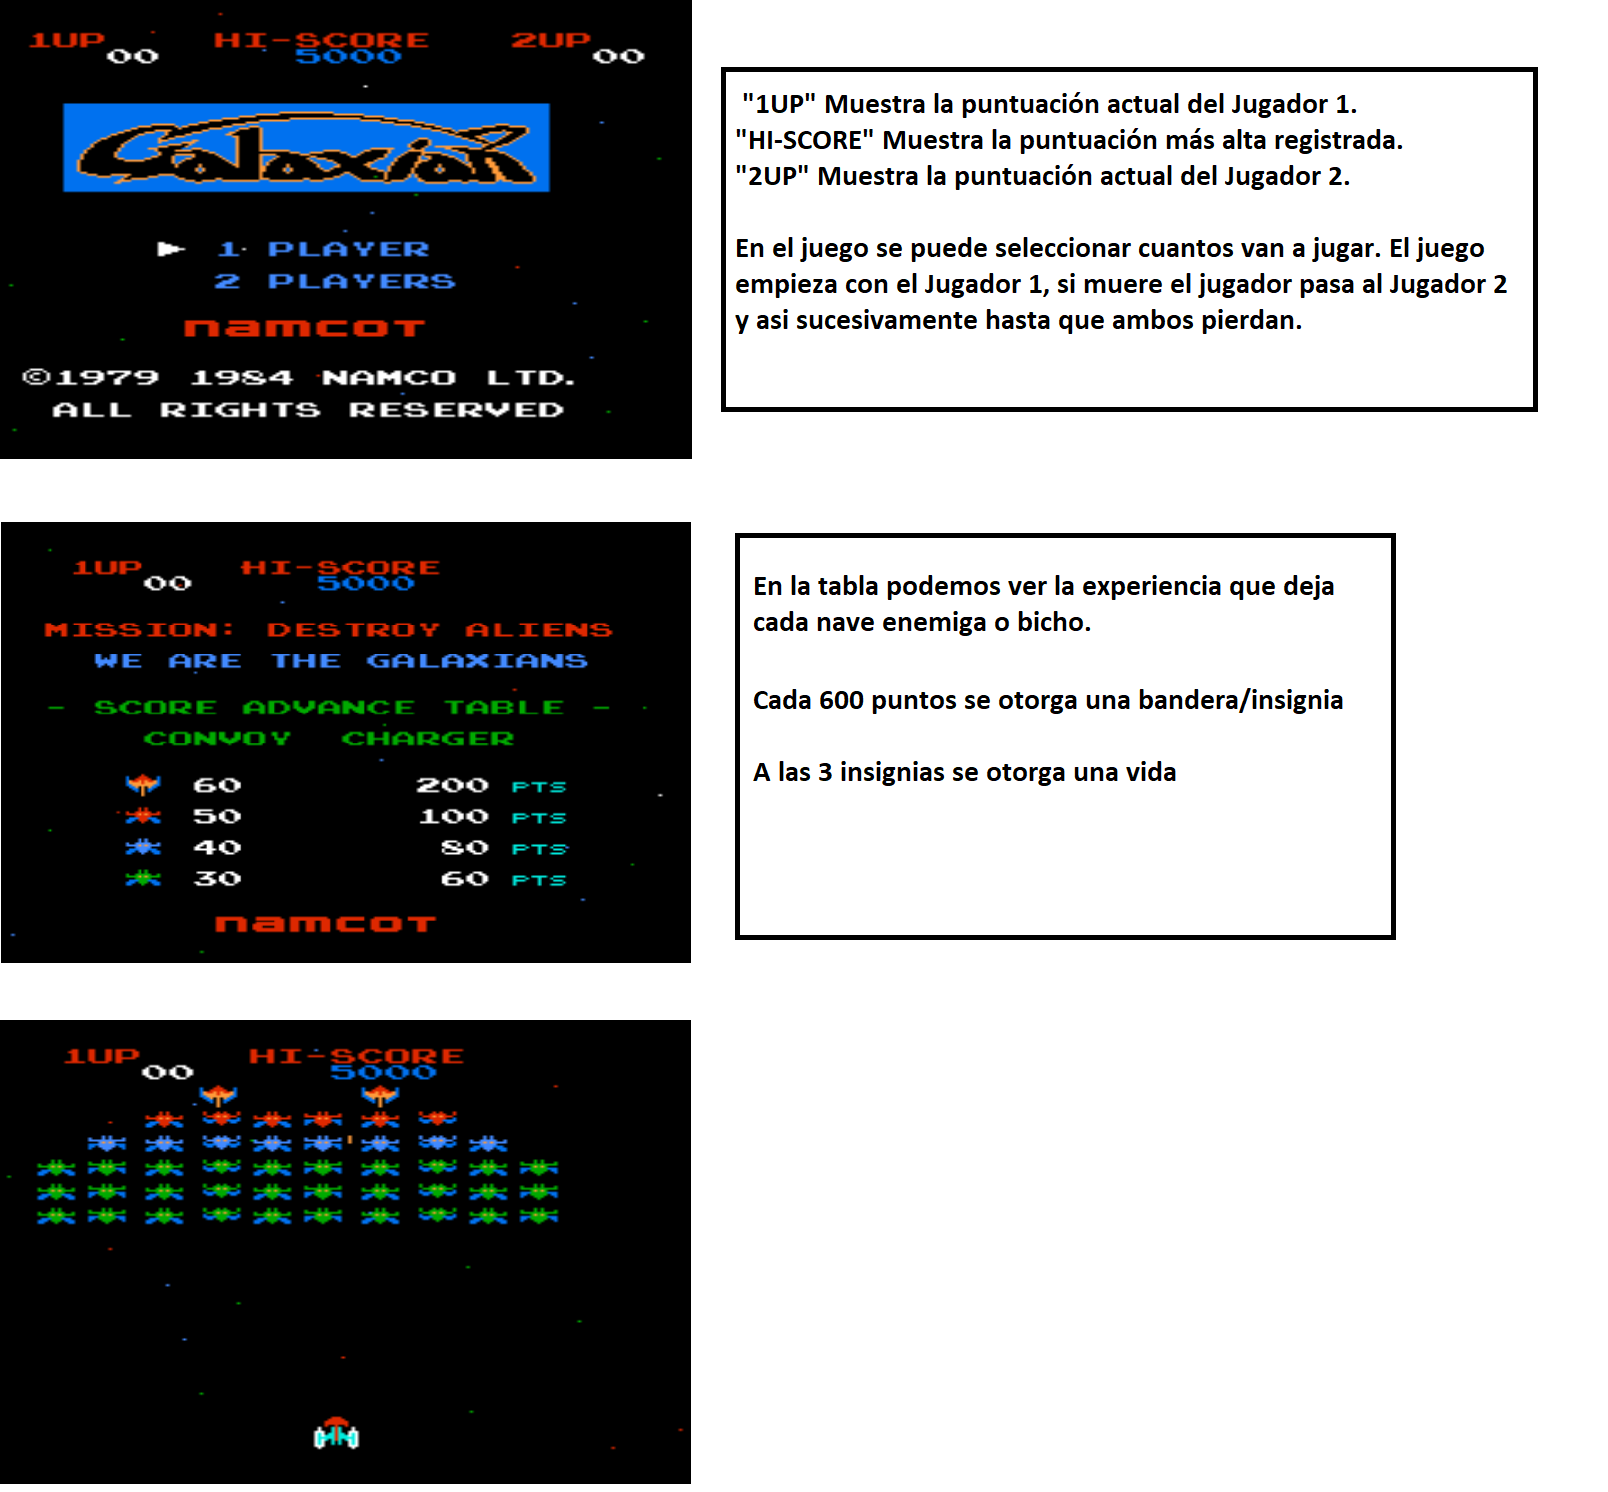 1UP HI-SCORE 2UP
00 5000 00
Galaxian
1 PLAYER
2 PLAYERS
namcot
©1979 1984 NAMCO LTD.
ALL RIGHTS RESERVED
"1UP" Muestra la puntuación actual del Jugador 1.
"HI-SCORE" Muestra la puntuación más alta registrada.
"2UP" Muestra la puntuación actual del Jugador 2.
En el juego se puede seleccionar cuantos van a jugar. El juego
empieza con el Jugador 1, si muere el jugador pasa al Jugador 2
y asi sucesivamente hasta que ambos pierdan.
1UP HI-SCORE
00 5000
MISSION: DESTROY ALIENS
WE ARE THE GALAXIANS
- SCORE ADVANCE TABLE -
CONVOY CHARGER
60 200 PTS
50 100 PTS
40 80 PTS
30 60 PTS
namcot
En la tabla podemos ver la experiencia que deja
cada nave enemiga o bicho.
Cada 600 puntos se otorga una bandera/insignia
A las 3 insignias se otorga una vida
1UP HI-SCORE
00 5000